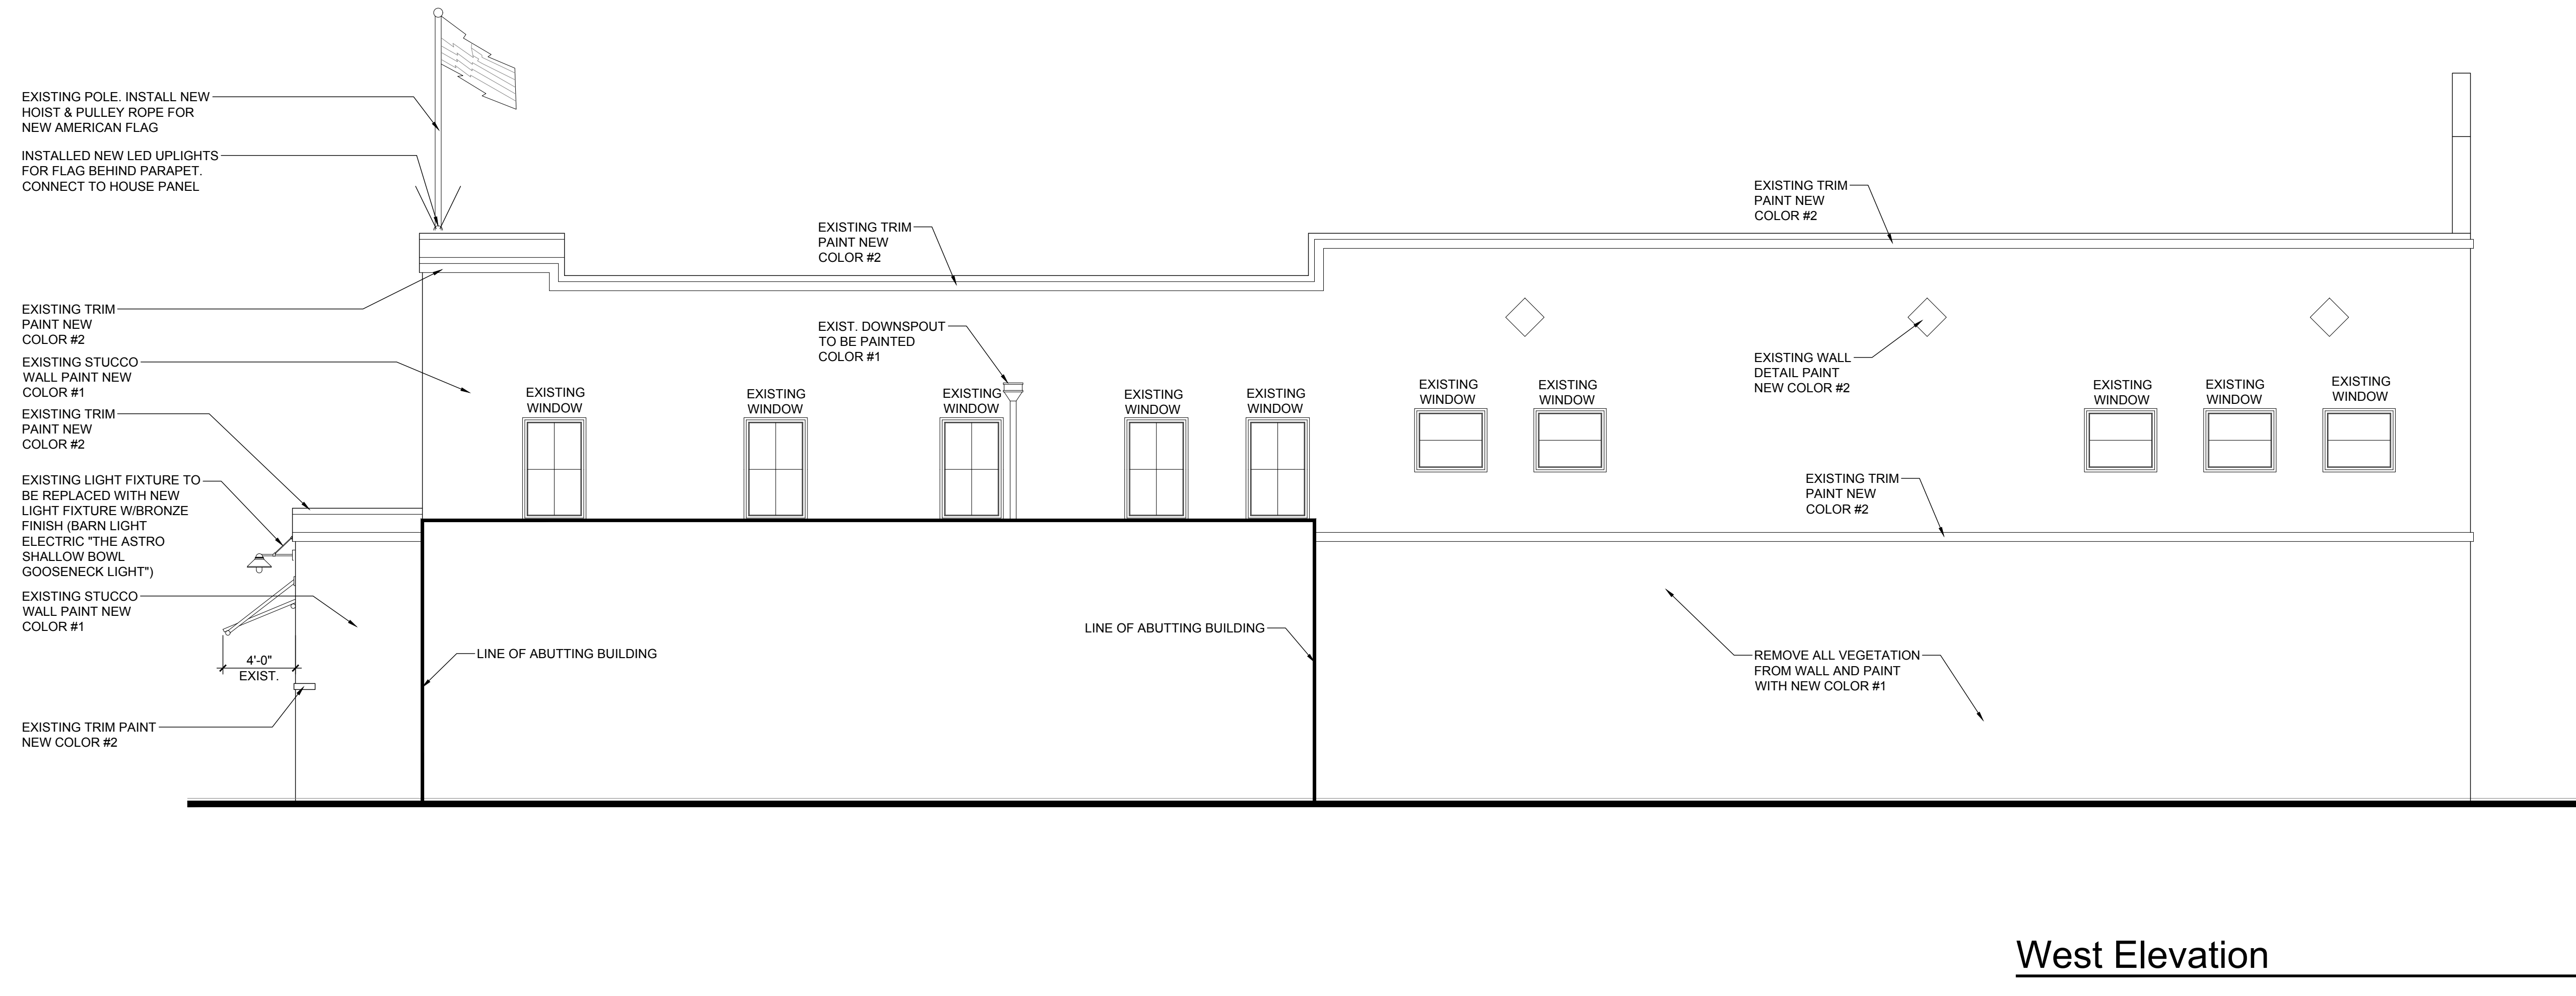 EXISTING POLE. INSTALL NEW
HOIST & PULLEY ROPE FOR
NEW AMERICAN FLAG
INSTALLED NEW LED UPLIGHTS
FOR FLAG BEHIND PARAPET.
CONNECT TO HOUSE PANEL
EXISTING TRIM
PAINT NEW
COLOR #2
EXISTING STUCCO
WALL PAINT NEW
COLOR #1
EXISTING TRIM
PAINT NEW
COLOR #2
EXISTING LIGHT FIXTURE TO
BE REPLACED WITH NEW
LIGHT FIXTURE W/BRONZE
FINISH (BARN LIGHT
ELECTRIC "THE ASTRO
SHALLOW BOWL
GOOSENECK LIGHT")
EXISTING STUCCO
WALL PAINT NEW
COLOR #1
4'-0"
EXIST.
EXISTING TRIM PAINT
NEW COLOR #2
EXISTING TRIM
PAINT NEW
COLOR #2
EXIST. DOWNSPOUT
TO BE PAINTED
COLOR #1
EXISTING
WINDOW
EXISTING
WINDOW
EXISTING
WINDOW
EXISTING
WINDOW
EXISTING
WINDOW
LINE OF ABUTTING BUILDING
LINE OF ABUTTING BUILDING
EXISTING TRIM
PAINT NEW
COLOR #2
EXISTING WALL
DETAIL PAINT
NEW COLOR #2
EXISTING
WINDOW
EXISTING
WINDOW
EXISTING
WINDOW
EXISTING
WINDOW
EXISTING
WINDOW
EXISTING TRIM
PAINT NEW
COLOR #2
REMOVE ALL VEGETATION
FROM WALL AND PAINT
WITH NEW COLOR #1
West Elevation